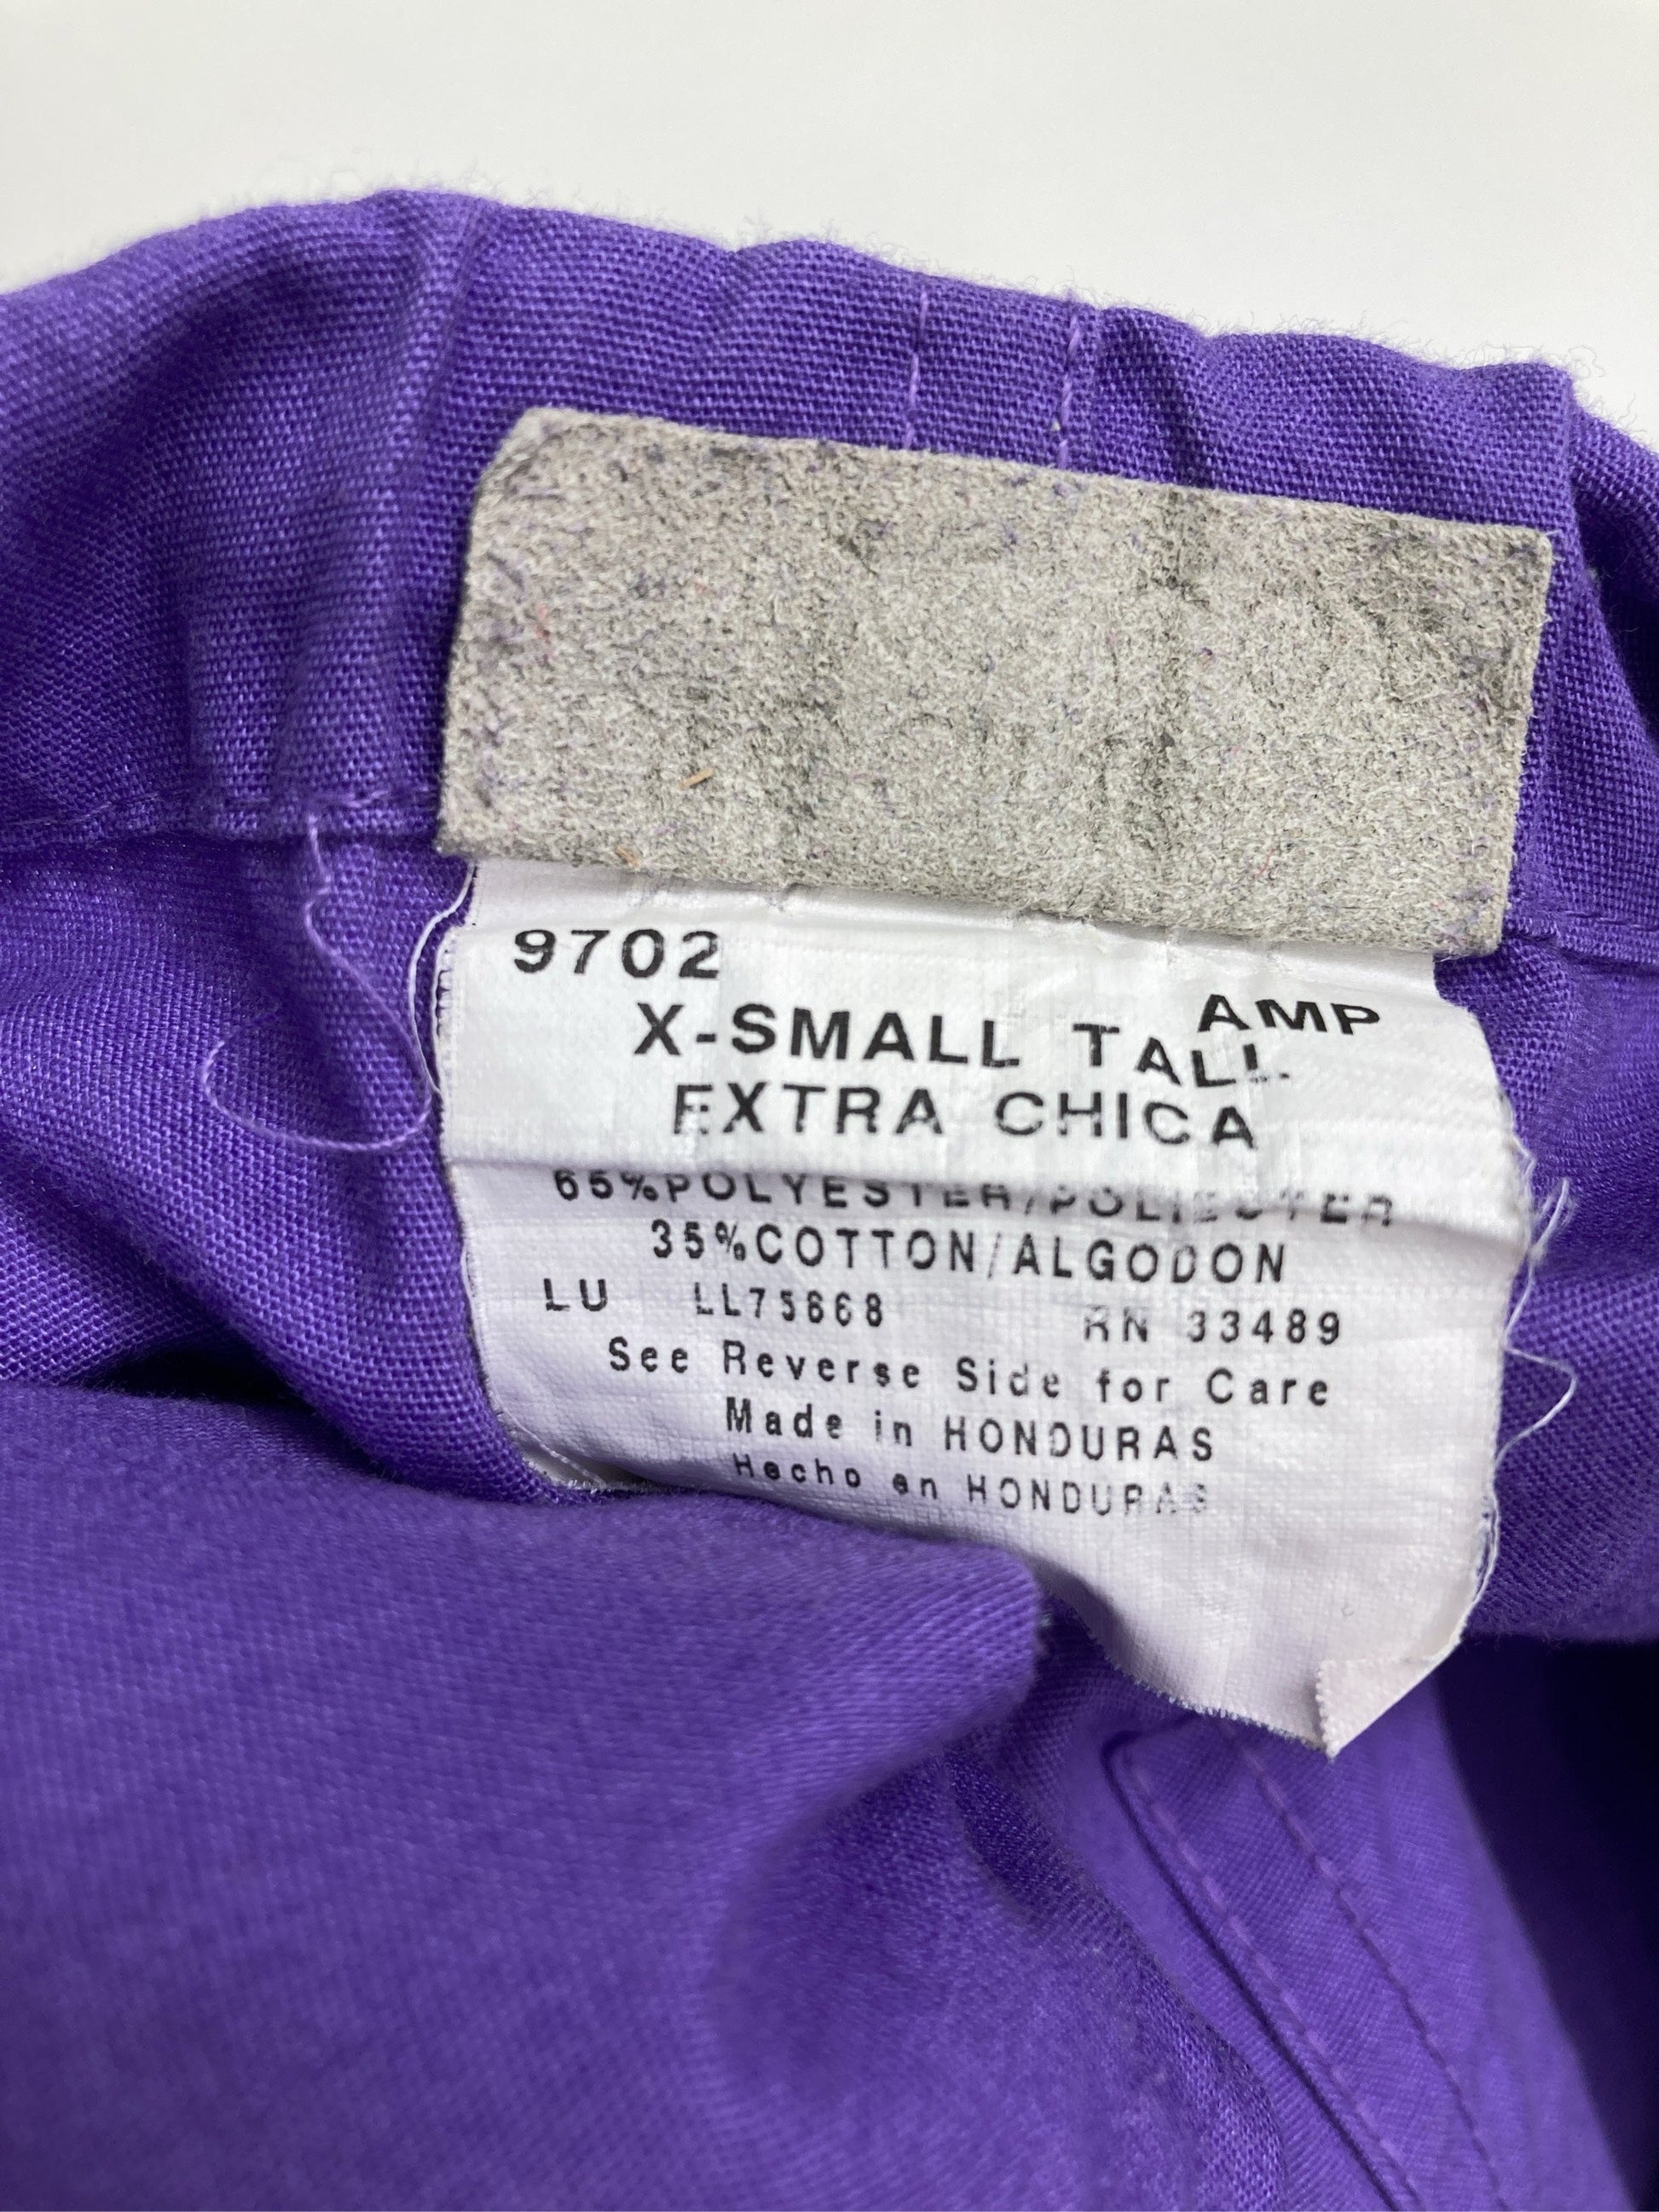 9702
AMP
X-SMALL TALL
EXTRA CHICA
65%POLYESTER/POLIESTER
35%COTTON/ALGODON
LU LL75668 RN 33489
See Reverse Side for Care
Made in HONDURAS
Hecho en HONDURAS